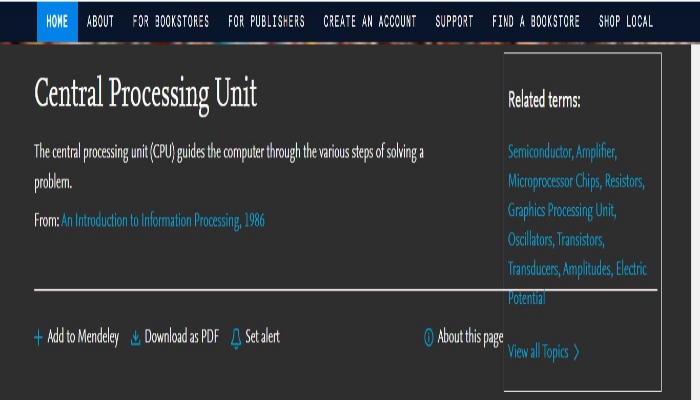 HOME ABOUT FOR BOOKSTORES FOR PUBLISHERS CREATE AN ACCOUNT SUPPORT FIND A BOOKSTORE SHOP LOCAL
Central Processing Unit
The central processing unit (CPU) guides the computer through the various steps of solving a
problem.
From: An Introduction to Information Processing, 1986
Add to Mendeley Download as PDF Set alert About this page
Related terms:
Semiconductor, Amplifier,
Microprocessor Chips, Resistors,
Graphics Processing Unit,
Oscillators, Transistors,
Transducers, Amplitudes, Electric
Potential
View all Topics